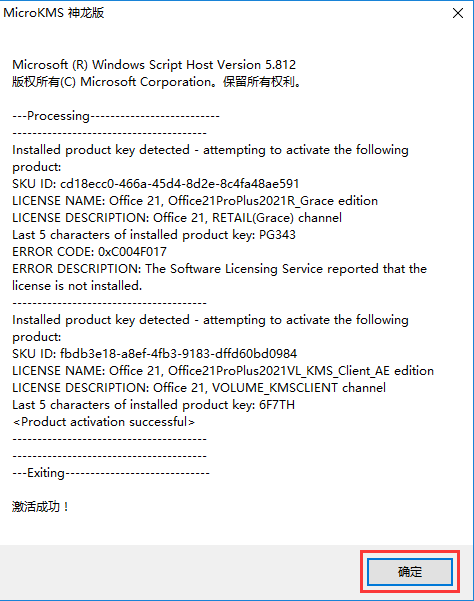 MicroKMS 神龙版
Microsoft (R) Windows Script Host Version 5.812
版权所有(C) Microsoft Corporation。保留所有权利。
---Processing--------------------------
---------------------------------------
Installed product key detected - attempting to activate the following
product:
SKU ID: cd18ecc0-466a-45d4-8d2e-8c4fa48ae591
LICENSE NAME: Office 21, Office21ProPlus2021R_Grace edition
LICENSE DESCRIPTION: Office 21, RETAIL(Grace) channel
Last 5 characters of installed product key: PG343
ERROR CODE: 0xC004F017
ERROR DESCRIPTION: The Software Licensing Service reported that the
license is not installed.
---------------------------------------
Installed product key detected - attempting to activate the following
product:
SKU ID: fbdb3e18-a8ef-4fb3-9183-dffd60bd0984
LICENSE NAME: Office 21, Office21ProPlus2021VL_KMS_Client_AE edition
LICENSE DESCRIPTION: Office 21, VOLUME_KMSCLIENT channel
Last 5 characters of installed product key: 6F7TH
<Product activation successful>
---------------------------------------
---------------------------------------
---Exiting-----------------------------
激活成功！
确定